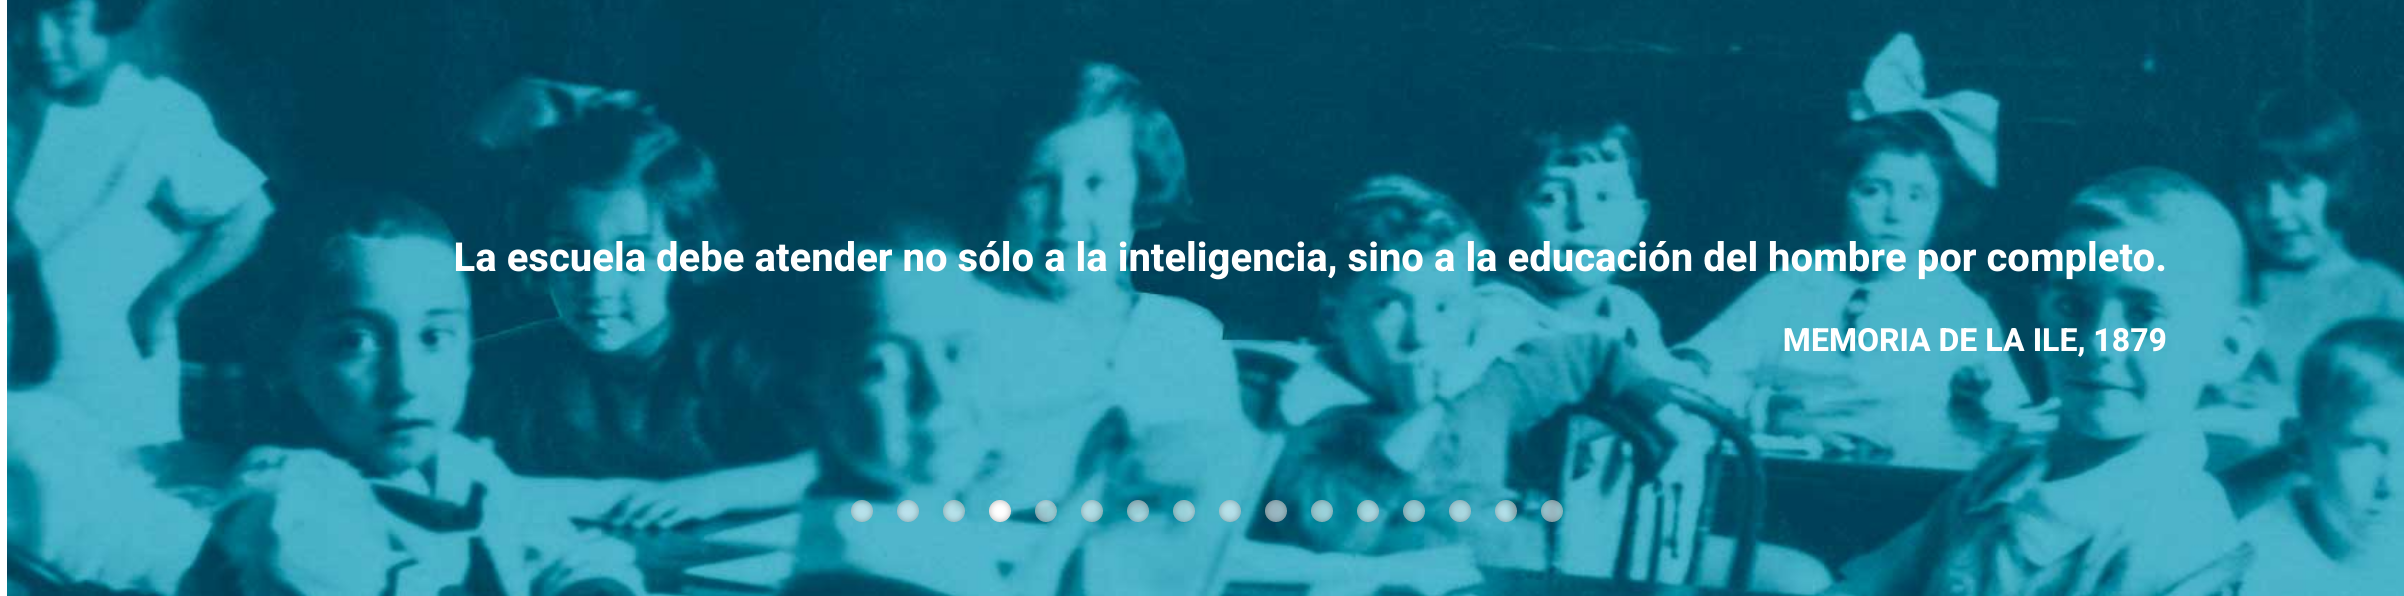 La escuela debe atender no sólo a la inteligencia, sino a la educación del hombre por completo.
MEMORIA DE LA ILE, 1879